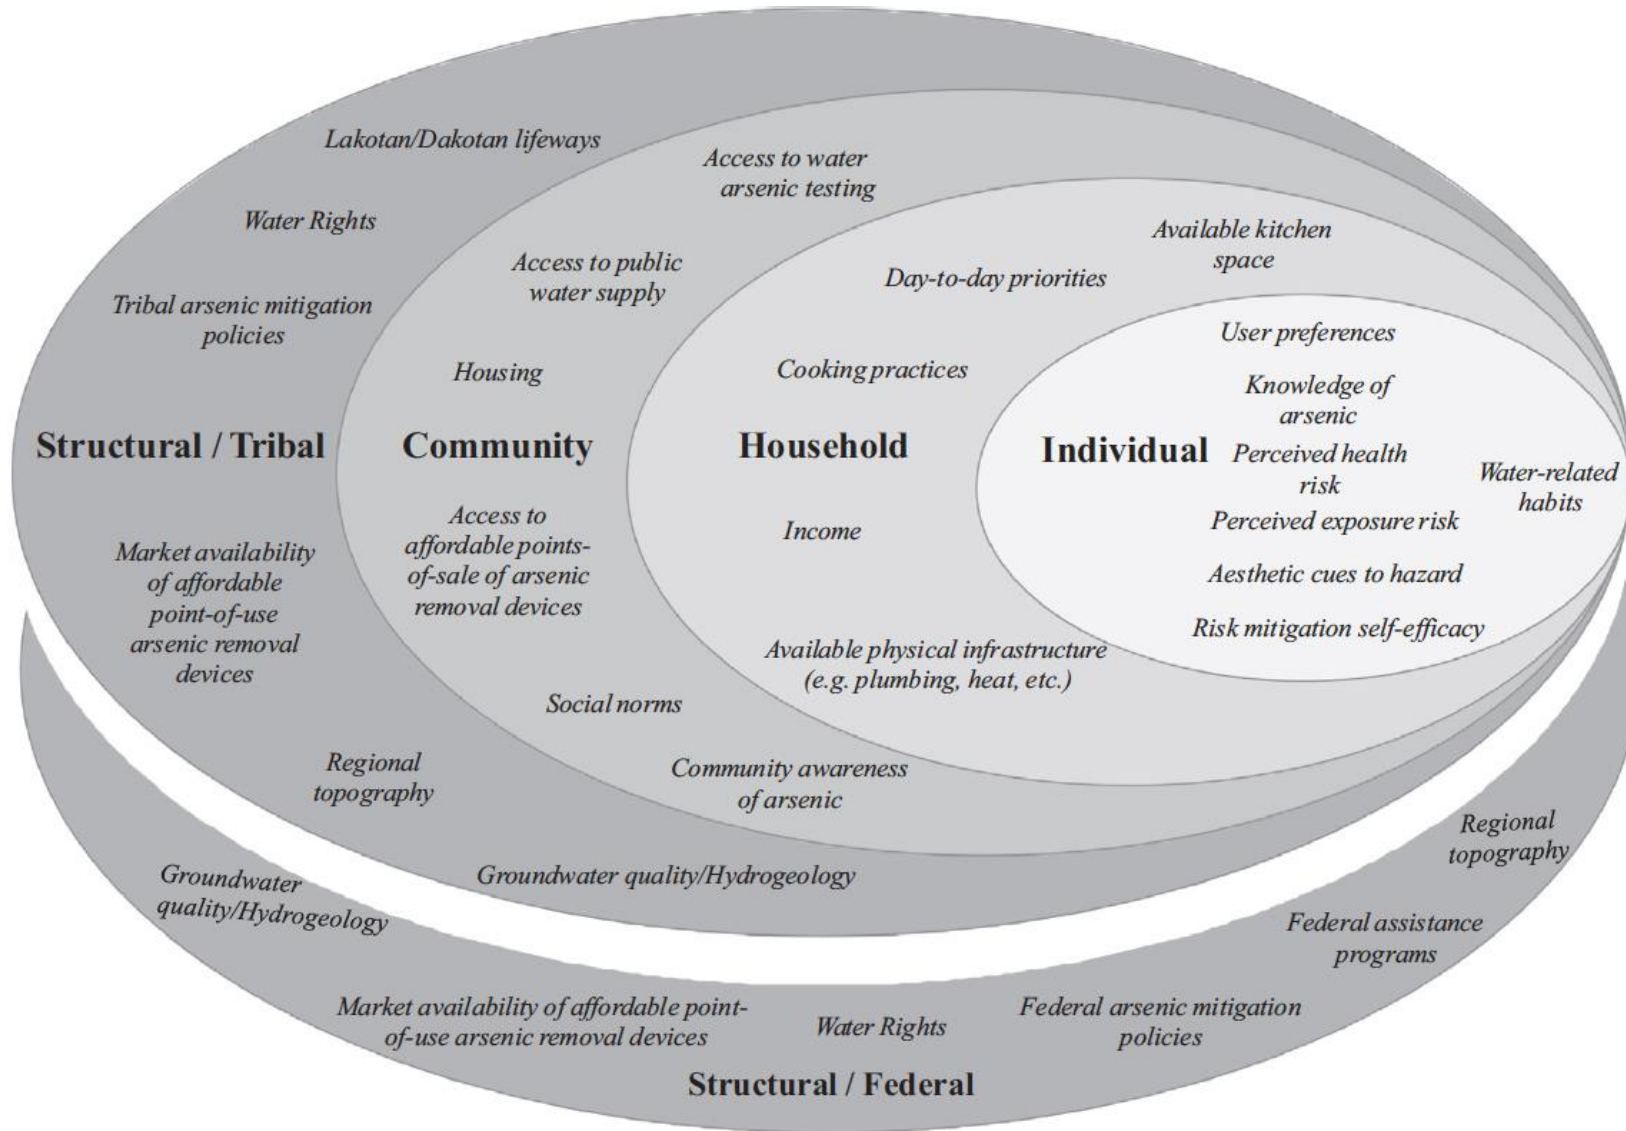 Lakotan/Dakotan lifeways
Water Rights
Tribal arsenic mitigation
policies
Structural / Tribal
Market availability
of affordable
point-of-use
arsenic removal
devices
Regional
topography
Groundwater quality/Hydrogeology
Access to water
arsenic testing
Access to public
water supply
Housing
Community
Access to
affordable points-
of-sale of arsenic
removal devices
Social norms
Community awareness
of arsenic
Available kitchen
space
Day-to-day priorities
Cooking practices
Household
Income
Available physical infrastructure
(e.g. plumbing, heat, etc.)
User preferences
Knowledge of
arsenic
Individual
Perceived health
risk
Water-related
habits
Perceived exposure risk
Aesthetic cues to hazard
Risk mitigation self-efficacy
Groundwater
quality/Hydrogeology
Market availability of affordable point-
of-use arsenic removal devices
Water Rights
Federal arsenic mitigation
policies
Federal assistance
programs
Regional
topography
Structural / Federal